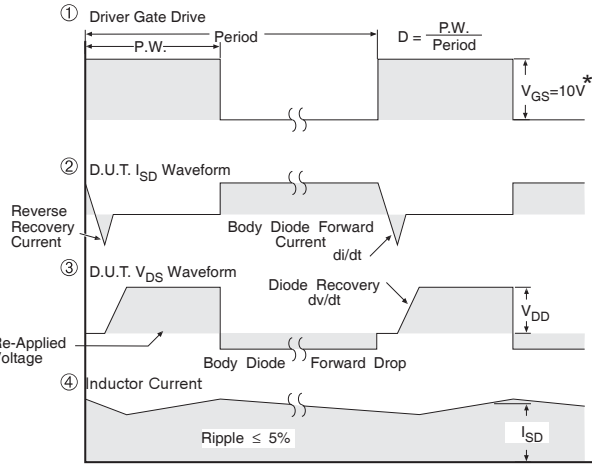 ① Driver Gate Drive
Period
P.W.
D = P.W.
Period
V_GS=10V*
② D.U.T. I_SD Waveform
Reverse
Recovery
Current
Body Diode Forward
Current
di/dt
③ D.U.T. V_DS Waveform
Diode Recovery
dv/dt
V_DD
Re-Applied
Voltage
Body Diode Forward Drop
④ Inductor Current
Ripple ≤ 5%
I_SD